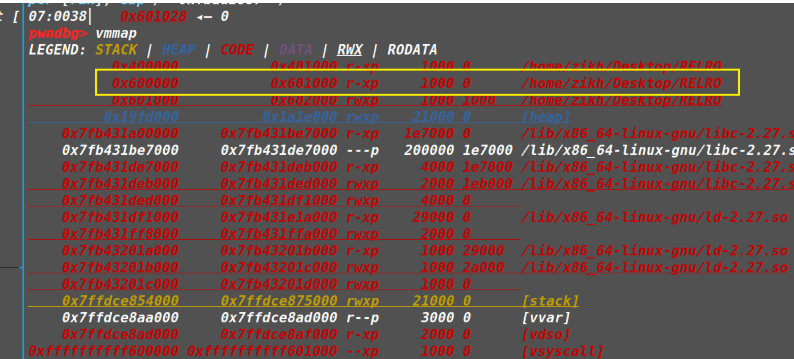 t [ 07:0038│ 0x601028 ◂— 0
pwndbg> vmmap
LEGEND: STACK | HEAP | CODE | DATA | RWX | RODATA
0x400000 0x401000 r-xp 1000 0 /home/zikh/Desktop/RELRO
0x600000 0x601000 r-xp 1000 0 /home/zikh/Desktop/RELRO
0x601000 0x602000 rwxp 1000 1000 /home/zikh/Desktop/RELRO
0x19fd000 0x1a1e000 rwxp 21000 0 [heap]
0x7fb431a00000 0x7fb431be7000 r-xp 1e7000 0 /lib/x86_64-linux-gnu/libc-2.27.s
0x7fb431be7000 0x7fb431de7000 ---p 200000 1e7000 /lib/x86_64-linux-gnu/libc-2.27.s
0x7fb431de7000 0x7fb431deb000 r-xp 4000 1e7000 /lib/x86_64-linux-gnu/libc-2.27.s
0x7fb431deb000 0x7fb431ded000 rwxp 2000 1eb000 /lib/x86_64-linux-gnu/libc-2.27.s
0x7fb431ded000 0x7fb431df1000 rwxp 4000 0
0x7fb431df1000 0x7fb431e1a000 r-xp 29000 0 /lib/x86_64-linux-gnu/ld-2.27.so
0x7fb431ff8000 0x7fb431ffa000 rwxp 2000 0
0x7fb43201a000 0x7fb43201b000 r-xp 1000 29000 /lib/x86_64-linux-gnu/ld-2.27.so
0x7fb43201b000 0x7fb43201c000 rwxp 1000 2a000 /lib/x86_64-linux-gnu/ld-2.27.so
0x7fb43201c000 0x7fb43201d000 rwxp 1000 0
0x7ffdce854000 0x7ffdce875000 rwxp 21000 0 [stack]
0x7ffdce8aa000 0x7ffdce8ad000 r--p 3000 0 [vvar]
0x7ffdce8ad000 0x7ffdce8af000 r-xp 2000 0 [vdso]
0xffffffffff600000 0xffffffffff601000 --xp 1000 0 [vsyscall]